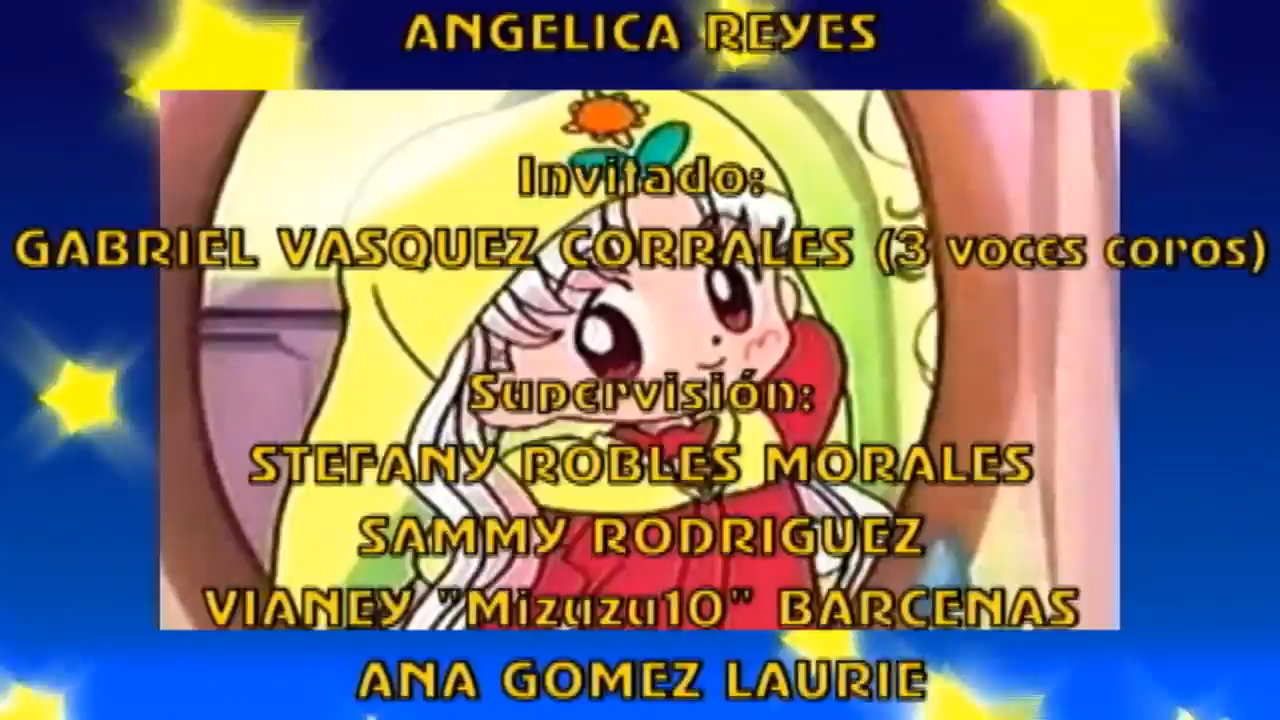 ANGELICA REYES
Invitado:
GABRIEL VASQUEZ CORRALES (3 voces coros)
Supervisión:
STEFANY ROBLES MORALES
SAMMY RODRIGUEZ
VIANEY "Mizuzu10" BARCENAS
ANA GOMEZ LAURIE